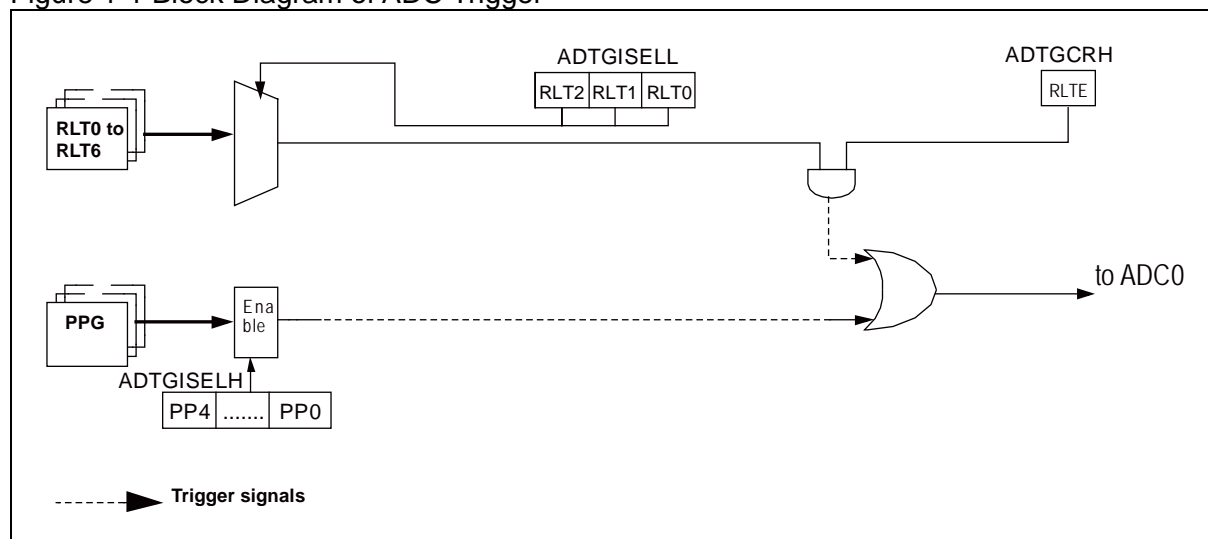 Figure 1-1 Block Diagram of ADC Trigger
ADTGISELL
ADTGCRH
RLT2 RLT1 RLT0
RLTE
RLT0 to
RLT6
to ADC0
PPG
Ena
ble
ADTGISELH
PP4 ....... PP0
Trigger signals